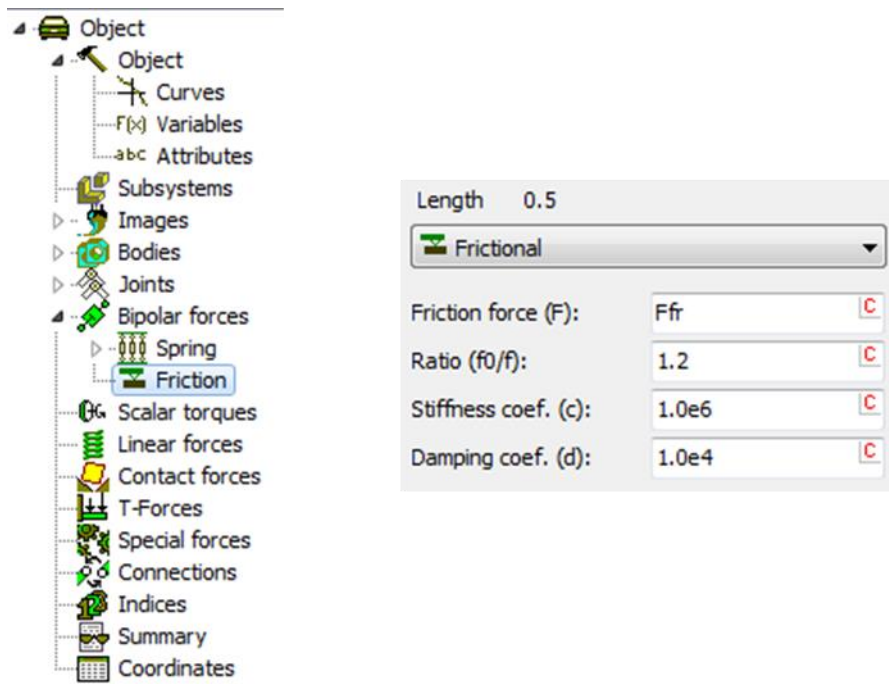 Object
Object
Curves
F(x) Variables
abc Attributes
Subsystems
Images
Bodies
Joints
Bipolar forces
Spring
Friction
Scalar torques
Linear forces
Contact forces
T-Forces
Special forces
Connections
Indices
Summary
Coordinates
Length 0.5
Frictional
Friction force (F): Ffr C
Ratio (f0/f): 1.2 C
Stiffness coef. (c): 1.0e6 C
Damping coef. (d): 1.0e4 C